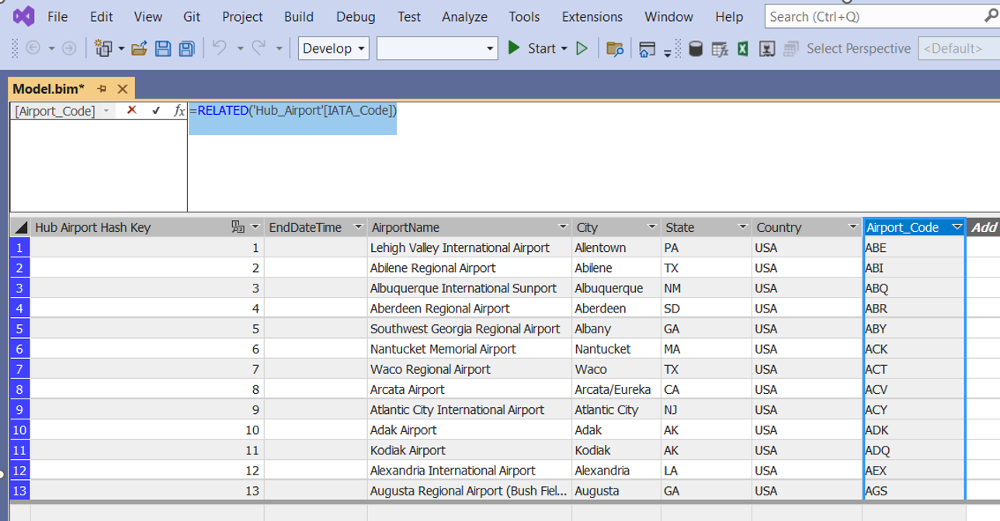 File Edit View Git Project Build Debug Test Analyze Tools Extensions Window Help Search (Ctrl+Q)
Develop Start Select Perspective <Default>
Model.bim*
[Airport_Code] fx =RELATED('Hub_Airport'[IATA_Code])
Hub Airport Hash Key EndDateTime AirportName City State Country Airport_Code Add
1 1 Lehigh Valley International Airport Allentown PA USA ABE
2 2 Abilene Regional Airport Abilene TX USA ABI
3 3 Albuquerque International Sunport Albuquerque NM USA ABQ
4 4 Aberdeen Regional Airport Aberdeen SD USA ABR
5 5 Southwest Georgia Regional Airport Albany GA USA ABY
6 6 Nantucket Memorial Airport Nantucket MA USA ACK
7 7 Waco Regional Airport Waco TX USA ACT
8 8 Arcata Airport Arcata/Eureka CA USA ACV
9 9 Atlantic City International Airport Atlantic City NJ USA ACY
10 10 Adak Airport Adak AK USA ADK
11 11 Kodiak Airport Kodiak AK USA ADQ
12 12 Alexandria International Airport Alexandria LA USA AEX
13 13 Augusta Regional Airport (Bush Fiel... Augusta GA USA AGS